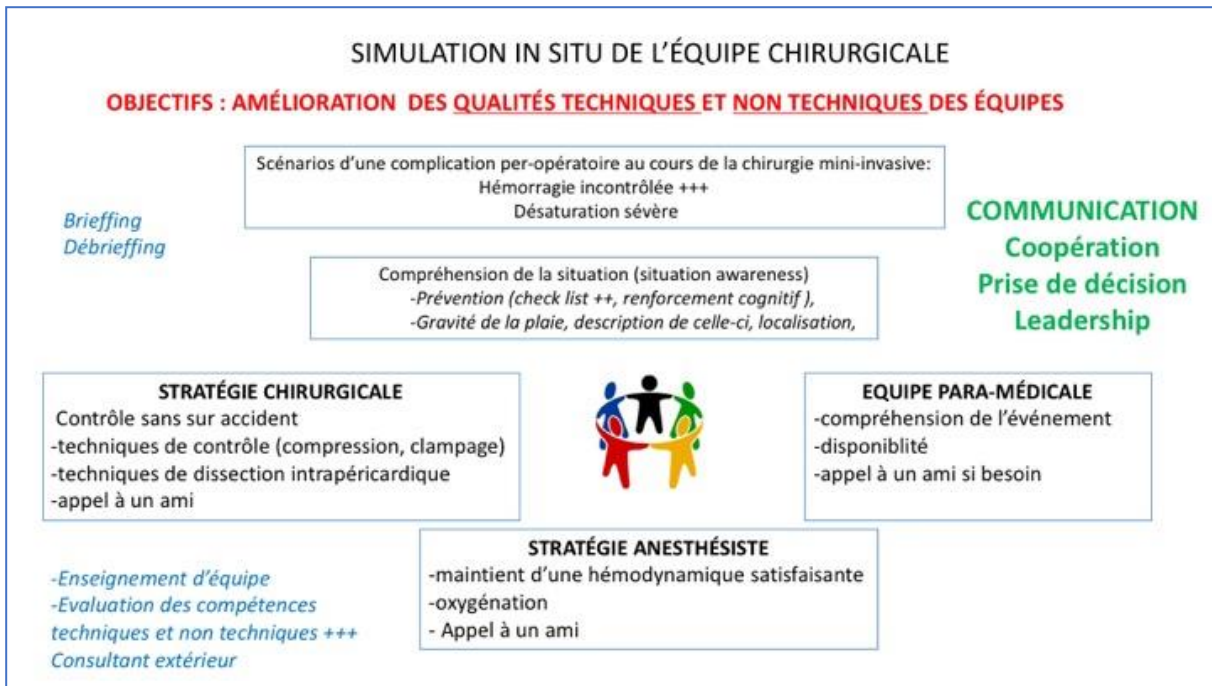 SIMULATION IN SITU DE L’ÉQUIPE CHIRURGICALE
OBJECTIFS : AMÉLIORATION DES QUALITÉS TECHNIQUES ET NON TECHNIQUES DES ÉQUIPES
Scénarios d’une complication per-opératoire au cours de la chirurgie mini-invasive:
Hémorragie incontrôlée +++
Désaturation sévère
Brieffing
Débrieffing
COMMUNICATION
Coopération
Prise de décision
Leadership
Compréhension de la situation (situation awareness)
-Prévention (check list ++, renforcement cognitif ),
-Gravité de la plaie, description de celle-ci, localisation,
STRATÉGIE CHIRURGICALE
Contrôle sans sur accident
-techniques de contrôle (compression, clampage)
-techniques de dissection intrapéricardique
-appel à un ami
EQUIPE PARA-MÉDICALE
-compréhension de l’événement
-disponiblité
-appel à un ami si besoin
STRATÉGIE ANESTHÉSISTE
-maintient d’une hémodynamique satisfaisante
-oxygénation
- Appel à un ami
-Enseignement d’équipe
-Evaluation des compétences
techniques et non techniques +++
Consultant extérieur